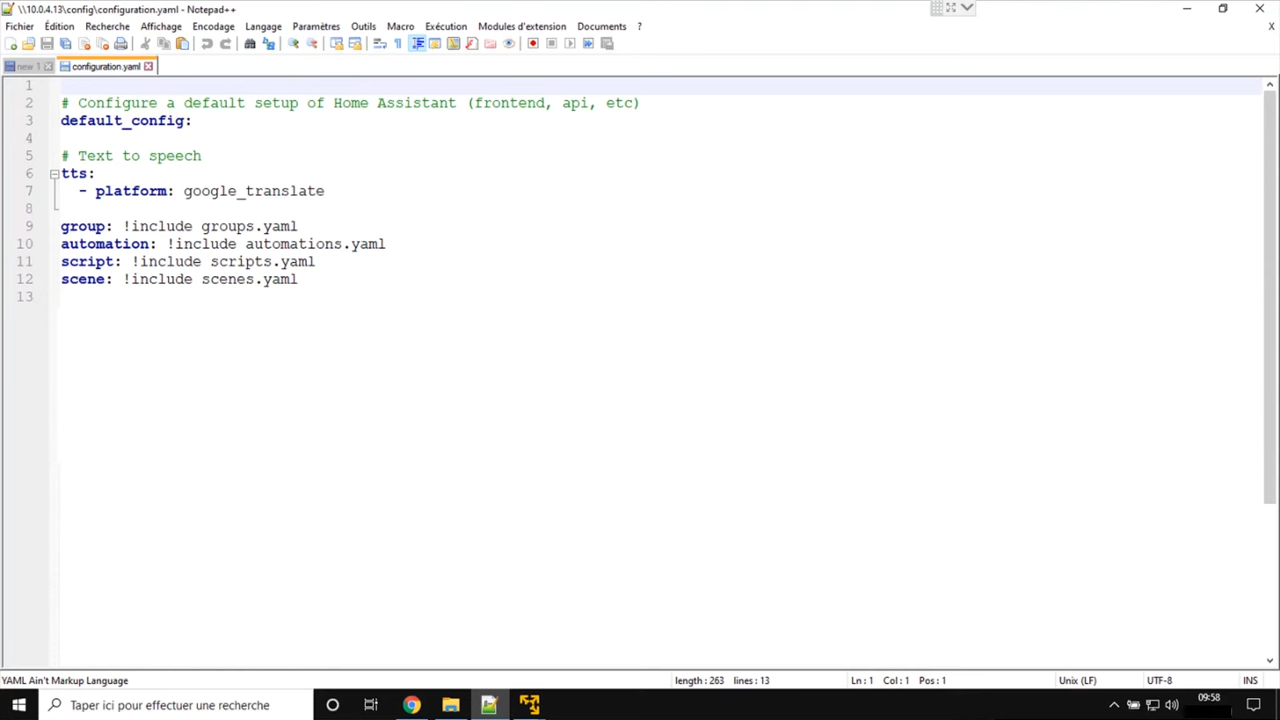 \\10.0.4.13\config\configuration.yaml - Notepad++
Fichier Édition Recherche Affichage Encodage Langage Paramètres Outils Macro Exécution Modules d'extension Documents ?
new 1 configuration.yaml
1
2 # Configure a default setup of Home Assistant (frontend, api, etc)
3 default_config:
4
5 # Text to speech
6 tts:
7 - platform: google_translate
8
9 group: !include groups.yaml
10 automation: !include automations.yaml
11 script: !include scripts.yaml
12 scene: !include scenes.yaml
13
YAML Ain't Markup Language length : 263 lines : 13 Ln : 1 Col : 1 Pos : 1 Unix (LF) UTF-8 INS
Taper ici pour effectuer une recherche 09:58